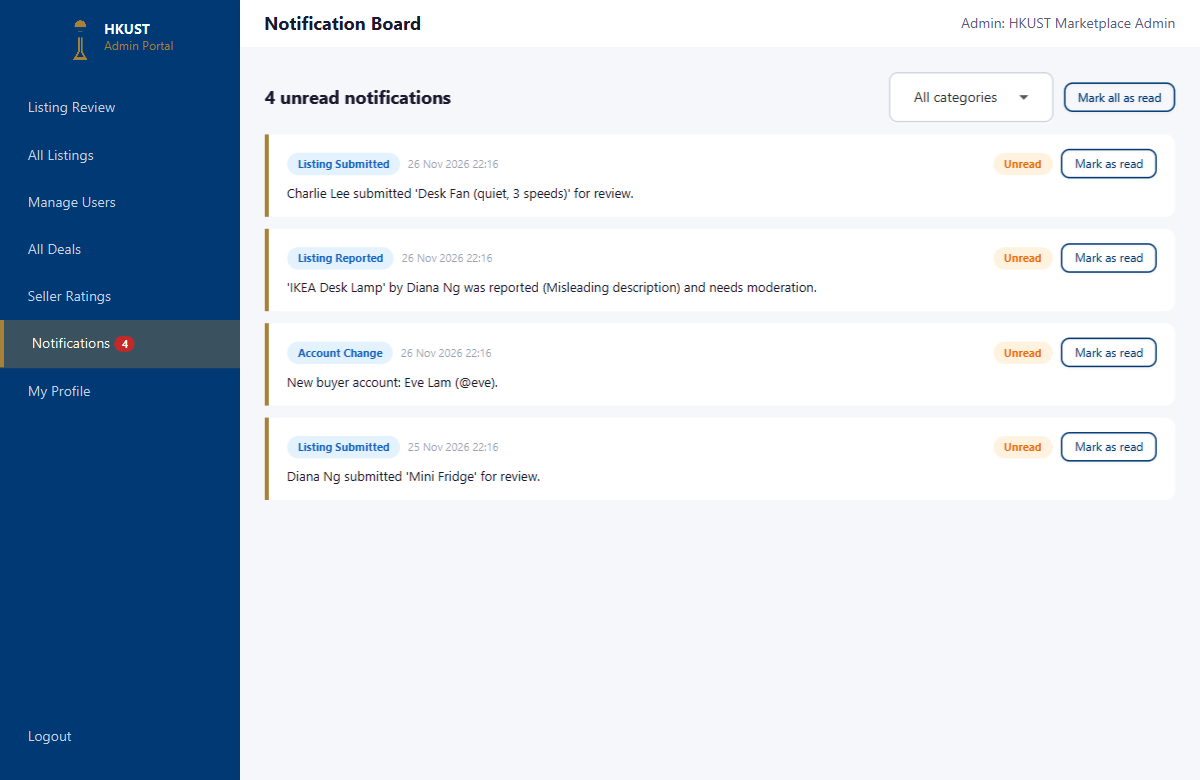 HKUST
Admin Portal
Listing Review
All Listings
Manage Users
All Deals
Seller Ratings
Notifications 4
My Profile
Logout
Notification Board
Admin: HKUST Marketplace Admin
4 unread notifications
All categories
Mark all as read
Listing Submitted 26 Nov 2026 22:16 Unread Mark as read
Charlie Lee submitted 'Desk Fan (quiet, 3 speeds)' for review.
Listing Reported 26 Nov 2026 22:16 Unread Mark as read
'IKEA Desk Lamp' by Diana Ng was reported (Misleading description) and needs moderation.
Account Change 26 Nov 2026 22:16 Unread Mark as read
New buyer account: Eve Lam (@eve).
Listing Submitted 25 Nov 2026 22:16 Unread Mark as read
Diana Ng submitted 'Mini Fridge' for review.